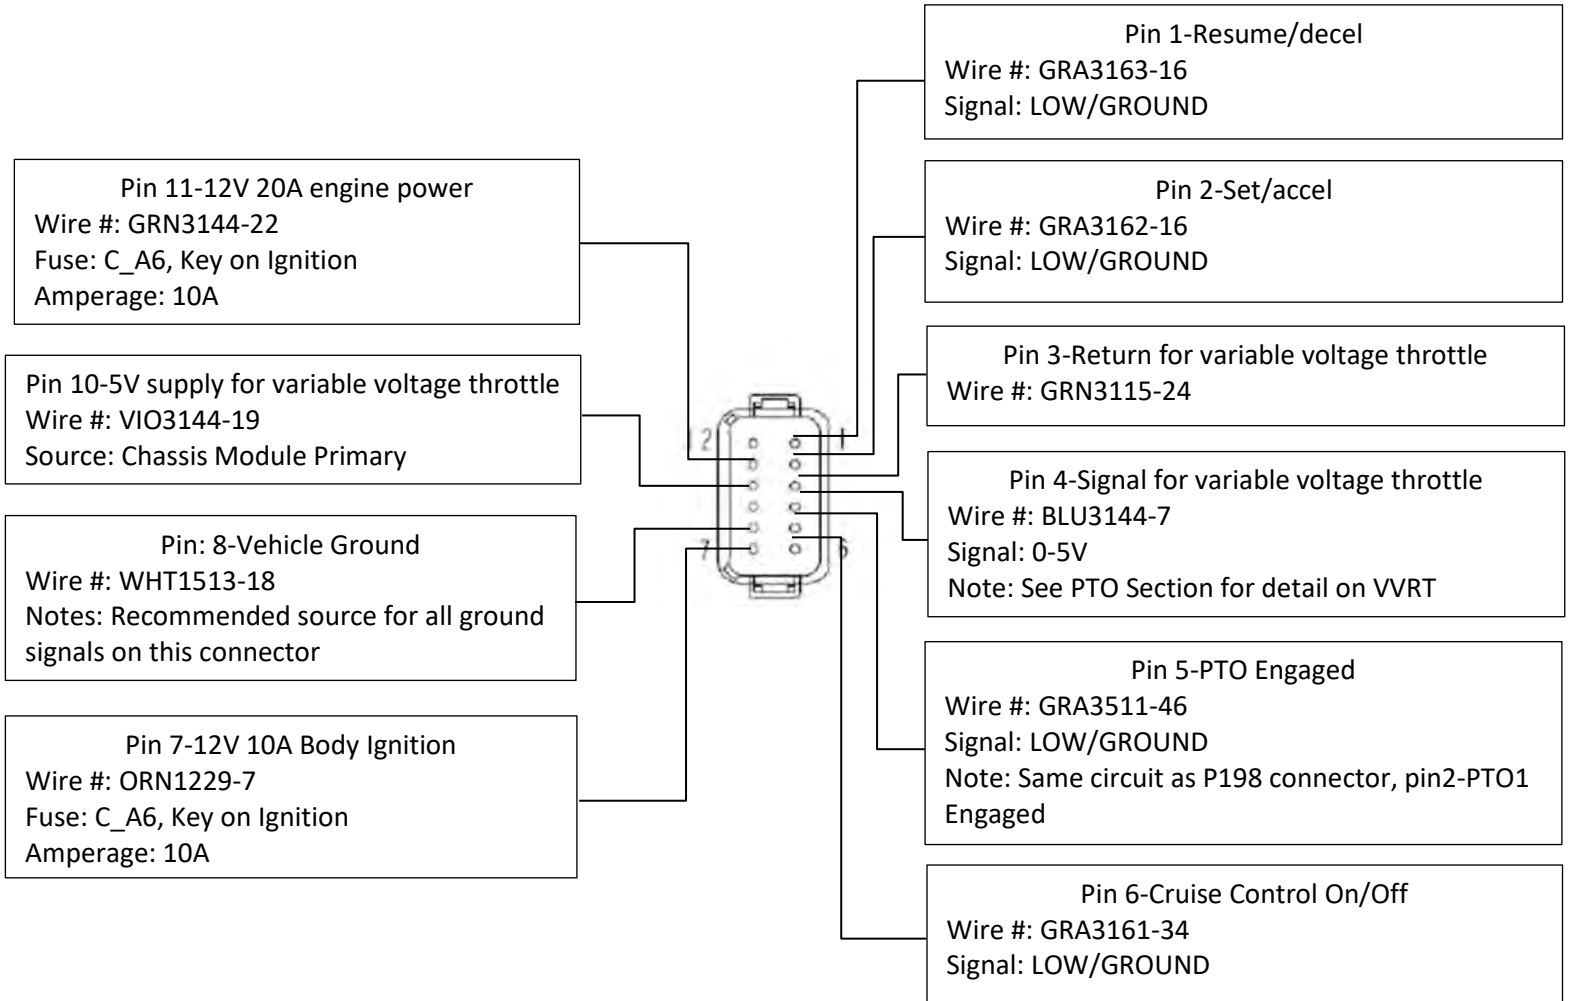 Pin 1-Resume/decel
Wire #: GRA3163-16
Signal: LOW/GROUND
Pin 11-12V 20A engine power
Wire #: GRN3144-22
Fuse: C_A6, Key on Ignition
Amperage: 10A
Pin 2-Set/accel
Wire #: GRA3162-16
Signal: LOW/GROUND
Pin 10-5V supply for variable voltage throttle
Wire #: VIO3144-19
Source: Chassis Module Primary
Pin 3-Return for variable voltage throttle
Wire #: GRN3115-24
12
1
7
6
Pin 4-Signal for variable voltage throttle
Wire #: BLU3144-7
Signal: 0-5V
Note: See PTO Section for detail on VVRT
Pin: 8-Vehicle Ground
Wire #: WHT1513-18
Notes: Recommended source for all ground
signals on this connector
Pin 5-PTO Engaged
Wire #: GRA3511-46
Signal: LOW/GROUND
Note: Same circuit as P198 connector, pin2-PTO1
Engaged
Pin 7-12V 10A Body Ignition
Wire #: ORN1229-7
Fuse: C_A6, Key on Ignition
Amperage: 10A
Pin 6-Cruise Control On/Off
Wire #: GRA3161-34
Signal: LOW/GROUND